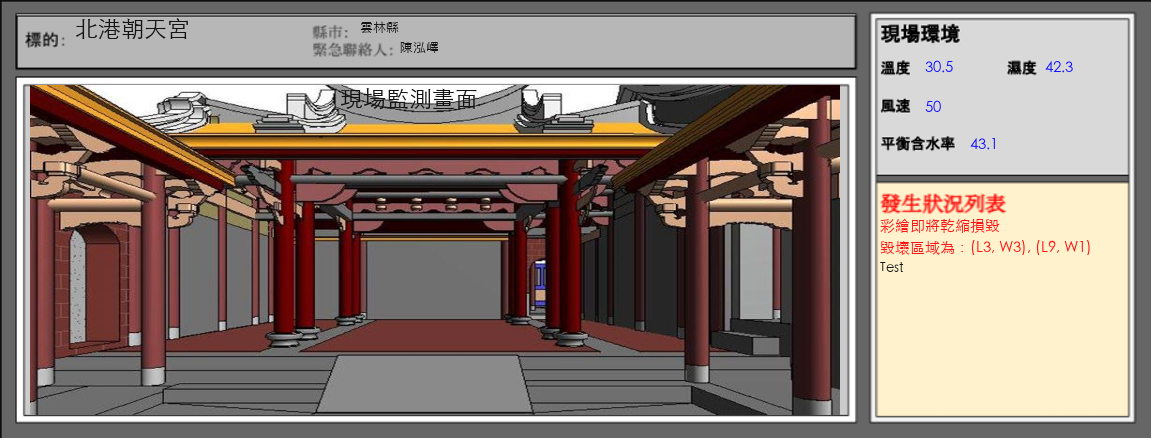 標的: 北港朝天宮
縣市: 雲林縣
緊急聯絡人: 陳泓嶧
現場監測畫面
現場環境
溫度 30.5 濕度 42.3
風速 50
平衡含水率 43.1
發生狀況列表
彩繪即將乾縮損毀
毀壞區域為：(L3, W3), (L9, W1)
Test